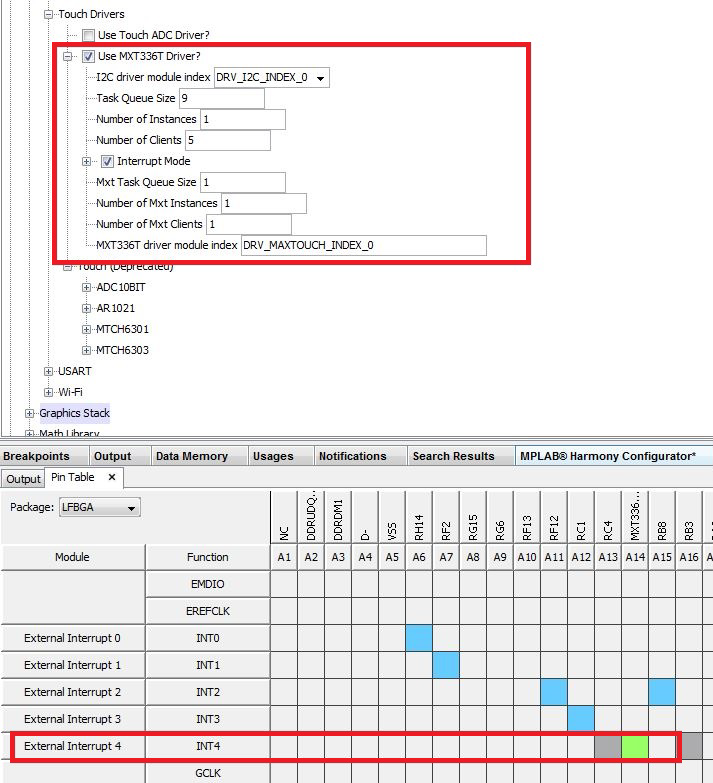 Touch Drivers
Use Touch ADC Driver?
Use MXT336T Driver?
I2C driver module index DRV_I2C_INDEX_0
Task Queue Size 9
Number of Instances 1
Number of Clients 5
Interrupt Mode
Mxt Task Queue Size 1
Number of Mxt Instances 1
Number of Mxt Clients 1
MXT336T driver module index DRV_MAXTOUCH_INDEX_0
Touch (Deprecated)
ADC10BIT
AR1021
MTCH6301
MTCH6303
USART
Wi-Fi
Graphics Stack
Math Library
Breakpoints Output Data Memory Usages Notifications Search Results MPLAB® Harmony Configurator*
Output Pin Table ×
Package: LFBGA
NC DDRUDQ... DDRDM1 D- VSS RH14 RF2 RG15 RG6 RF13 RF12 RC1 RC4 MXT336... RB8 RB3
Module Function A1 A2 A3 A4 A5 A6 A7 A8 A9 A10 A11 A12 A13 A14 A15 A16
EMDIO
EREFCLK
External Interrupt 0 INT0
External Interrupt 1 INT1
External Interrupt 2 INT2
External Interrupt 3 INT3
External Interrupt 4 INT4
GCLK